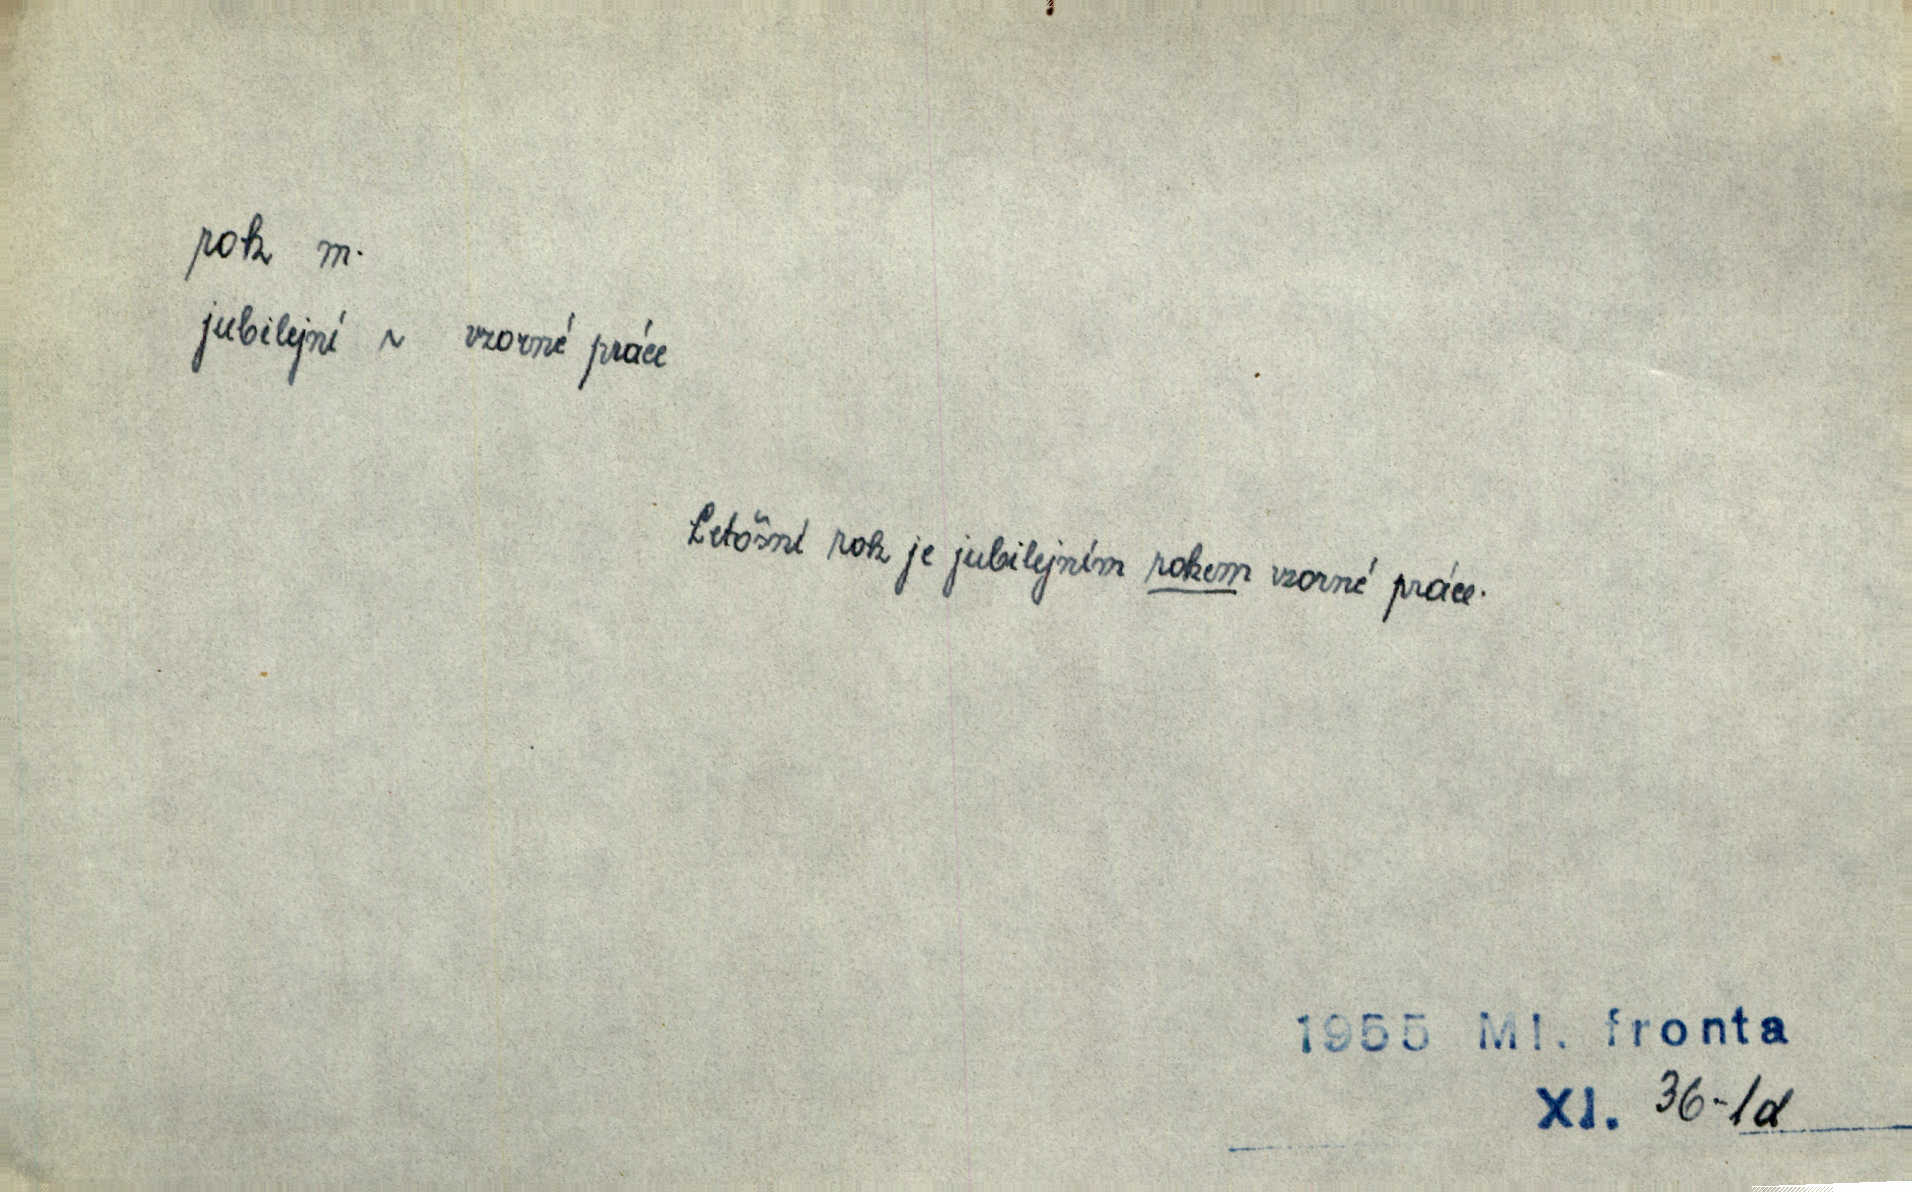 rok m.
jubilejní ~ vzorné práce
Letošní rok je jubilejním rokem vzorné práce.
1955 Ml. fronta
XI. 36-1d